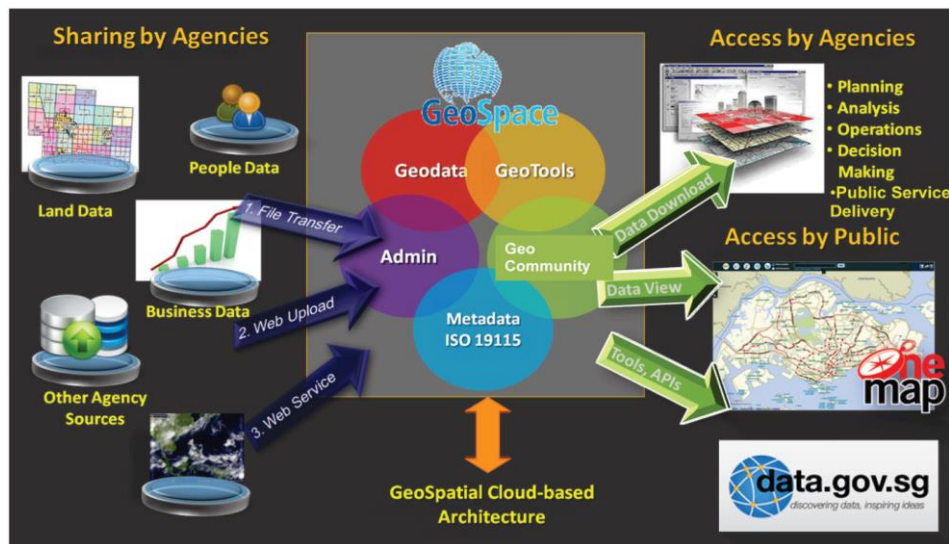 Sharing by Agencies
Land Data
People Data
Business Data
Other Agency
Sources
1. File Transfer
2. Web Upload
3. Web Service
GeoSpace
Geodata
GeoTools
Admin
Geo
Community
Metadata
ISO 19115
GeoSpatial Cloud-based
Architecture
Data Download
Data View
Tools, APIs
Access by Agencies
• Planning
• Analysis
• Operations
• Decision
Making
•Public Service
Delivery
Access by Public
One
map
data.gov.sg
discovering data, inspiring ideas